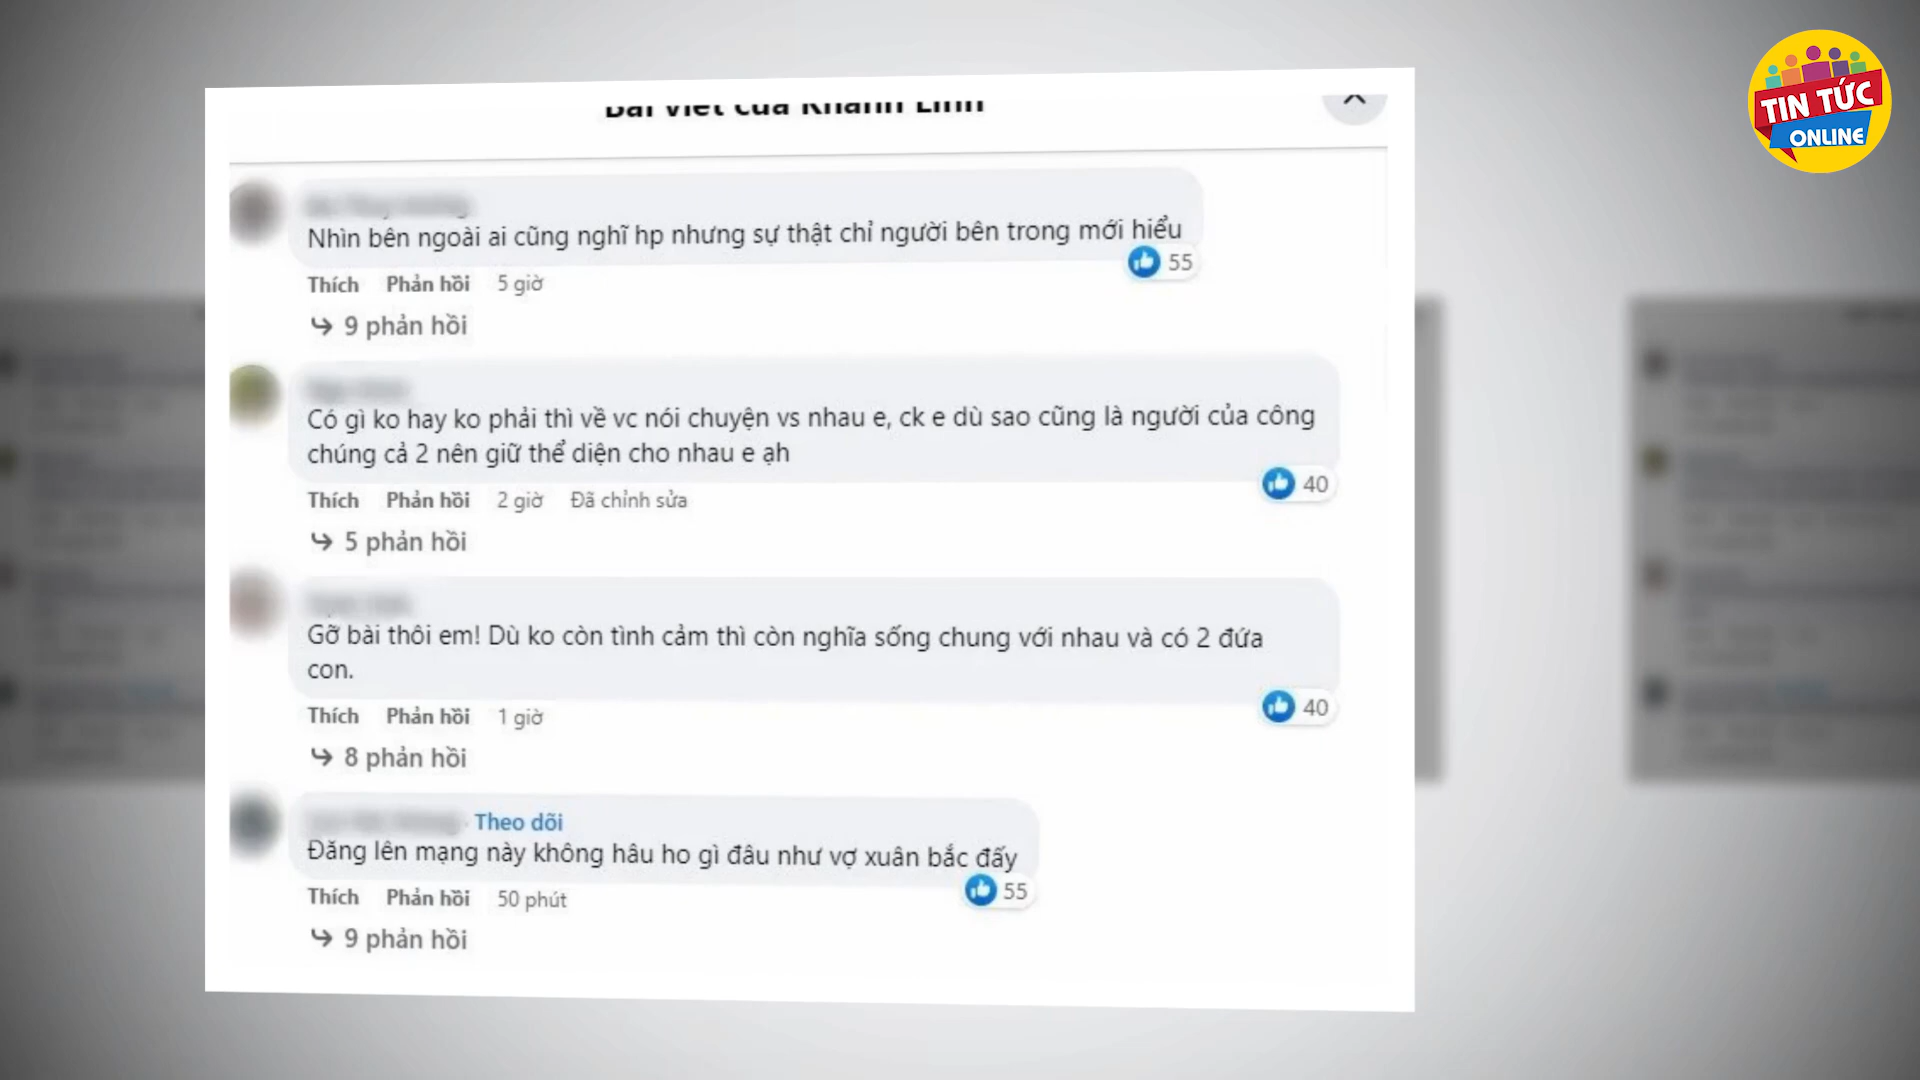 Bài viết của Khánh Linh
TIN TỨC
ONLINE
Nhìn bên ngoài ai cũng nghĩ hp nhưng sự thật chỉ người bên trong mới hiểu
55
Thích Phản hồi 5 giờ
9 phản hồi
Có gì ko hay ko phải thì về vc nói chuyện vs nhau e, ck e dù sao cũng là người của công
chúng cả 2 nên giữ thể diện cho nhau e ạh
40
Thích Phản hồi 2 giờ Đã chỉnh sửa
5 phản hồi
Gỡ bài thôi em! Dù ko còn tình cảm thì còn nghĩa sống chung với nhau và có 2 đứa
con.
40
Thích Phản hồi 1 giờ
8 phản hồi
Theo dõi
Đăng lên mạng này không hâu ho gì đâu như vợ xuân bắc đấy
55
Thích Phản hồi 50 phút
9 phản hồi